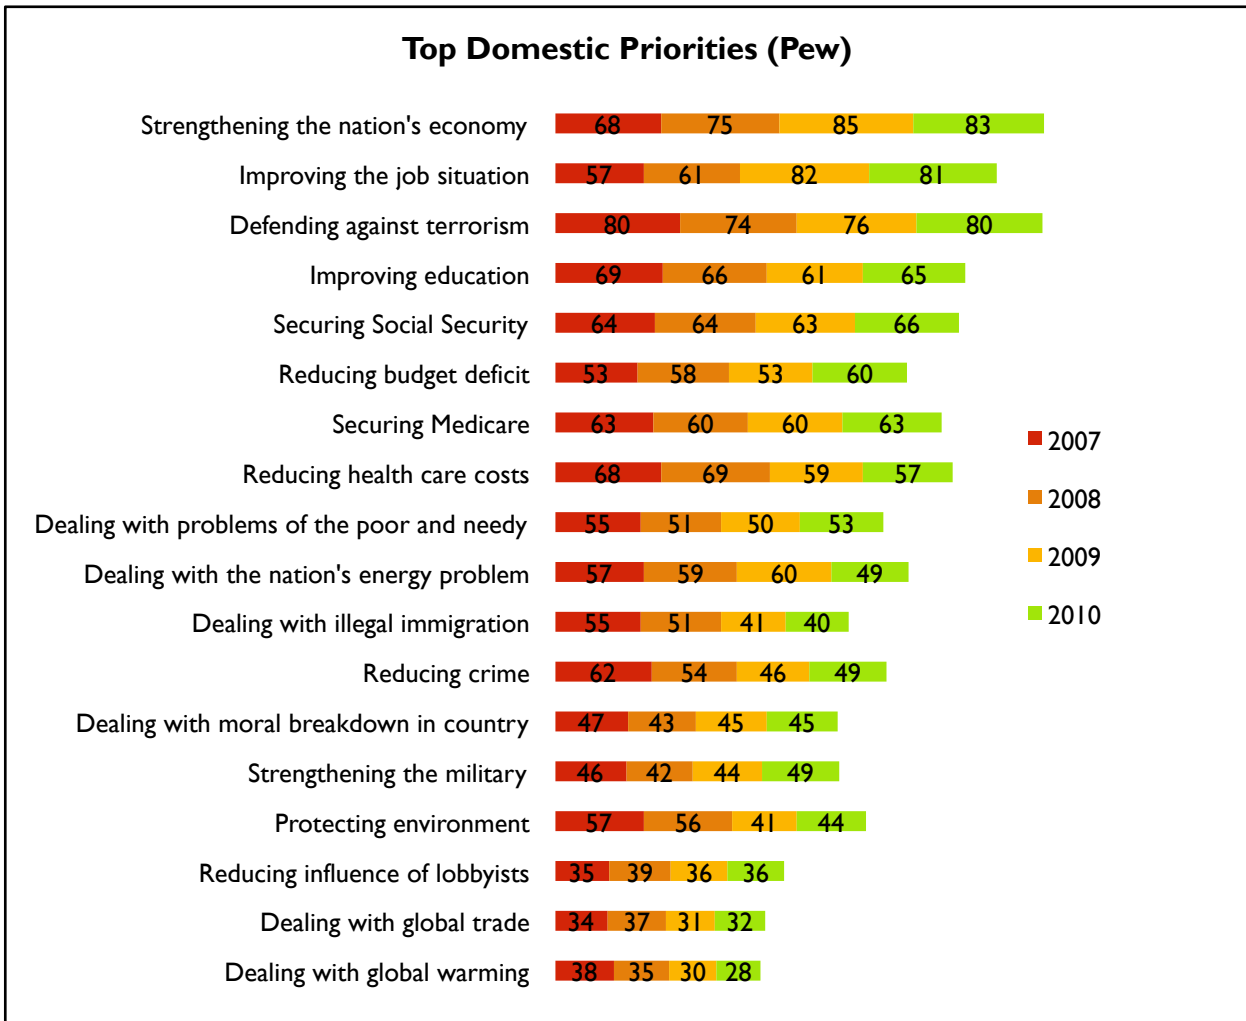 Top Domestic Priorities (Pew)
Strengthening the nation's economy 68 75 85 83
Improving the job situation 57 61 82 81
Defending against terrorism 80 74 76 80
Improving education 69 66 61 65
Securing Social Security 64 64 63 66
Reducing budget deficit 53 58 53 60
Securing Medicare 63 60 60 63
Reducing health care costs 68 69 59 57
Dealing with problems of the poor and needy 55 51 50 53
Dealing with the nation's energy problem 57 59 60 49
Dealing with illegal immigration 55 51 41 40
Reducing crime 62 54 46 49
Dealing with moral breakdown in country 47 43 45 45
Strengthening the military 46 42 44 49
Protecting environment 57 56 41 44
Reducing influence of lobbyists 35 39 36 36
Dealing with global trade 34 37 31 32
Dealing with global warming 38 35 30 28
2007
2008
2009
2010